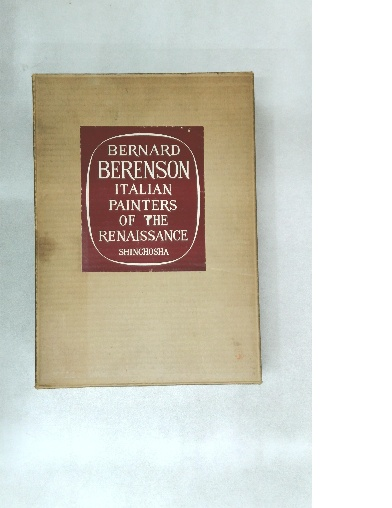 BERNARD
BERENSON
ITALIAN
PAINTERS
OF THE
RENAISSANCE
SHINCHOSHA